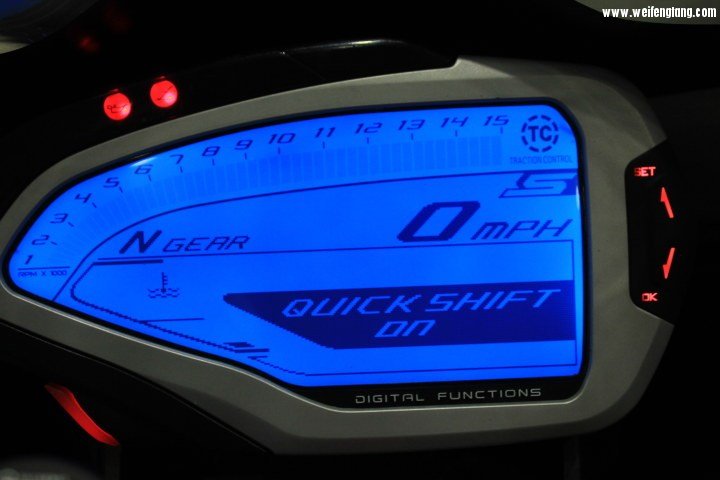 www.weifengtang.com
1 2 3 4 5 6 7 8 9 10 11 12 13 14 15
RPM X 1000
TC
TRACTION CONTROL
S
N GEAR
0 MPH
QUICK SHIFT
ON
DIGITAL FUNCTIONS
SET
OK